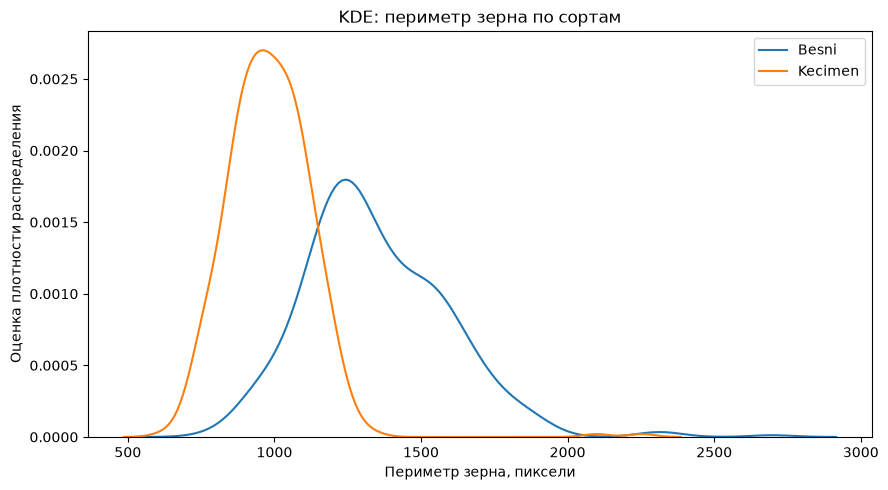 KDE: периметр зерна по сортам
Besni
Kecimen
Оценка плотности распределения
0.0025
0.0020
0.0015
0.0010
0.0005
0.0000
500
1000
1500
2000
2500
3000
Периметр зерна, пиксели